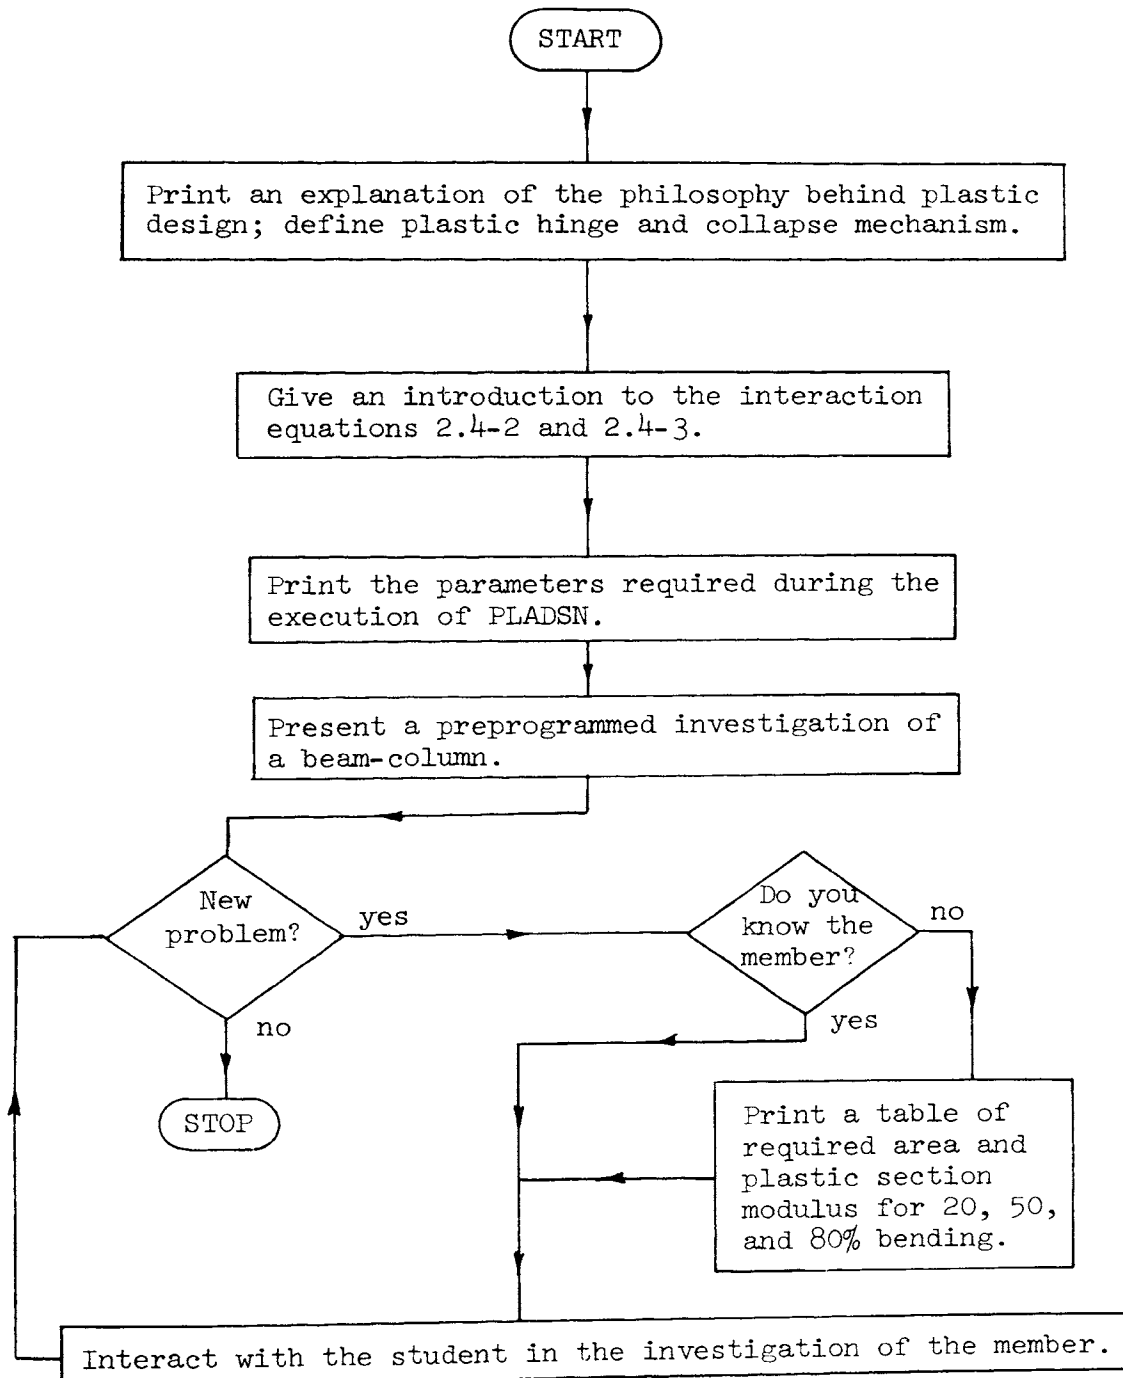 START
Print an explanation of the philosophy behind plastic
design; define plastic hinge and collapse mechanism.
Give an introduction to the interaction
equations 2.4-2 and 2.4-3.
Print the parameters required during the
execution of PLADSN.
Present a preprogrammed investigation of
a beam-column.
New
problem?
yes
no
STOP
Do you
know the
member?
no
yes
Print a table of
required area and
plastic section
modulus for 20, 50,
and 80% bending.
Interact with the student in the investigation of the member.